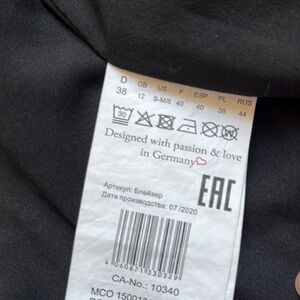 D GB US F ESP PL RUS
38 12 S-M/8 40 40 38 44
30
Designed with passion & love
in Germany
EAC
Артикул: Блейзер
Дата производства: 07/2020
4060871330329
CA-No.: 10340